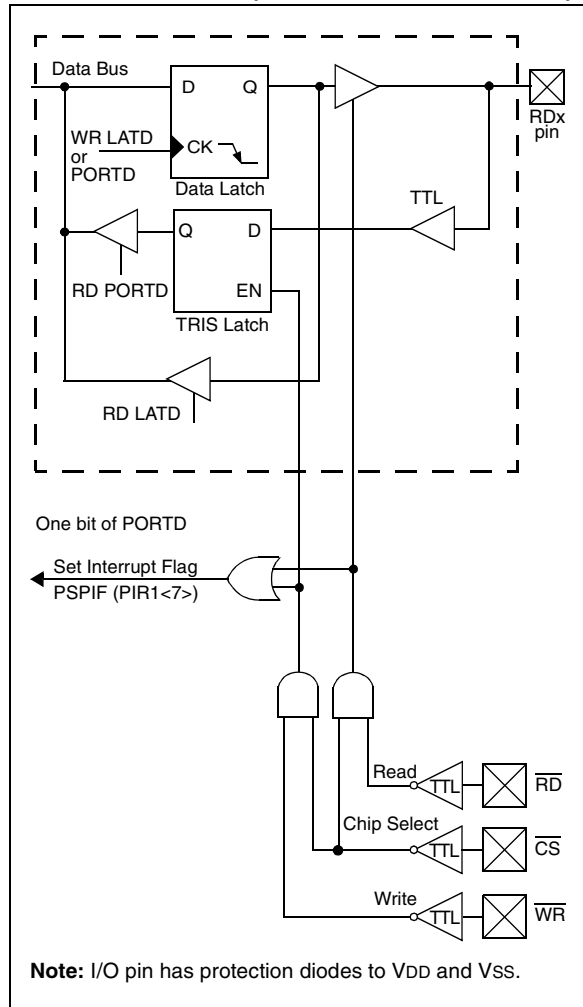 Data Bus
D Q
RDx
pin
WR LATD
or
PORTD
CK
Data Latch
TTL
Q D
RD PORTD
EN
TRIS Latch
RD LATD
One bit of PORTD
Set Interrupt Flag
PSPIF (PIR1<7>)
Read
TTL
RD
Chip Select
TTL
CS
Write
TTL
WR
Note: I/O pin has protection diodes to VDD and VSS.